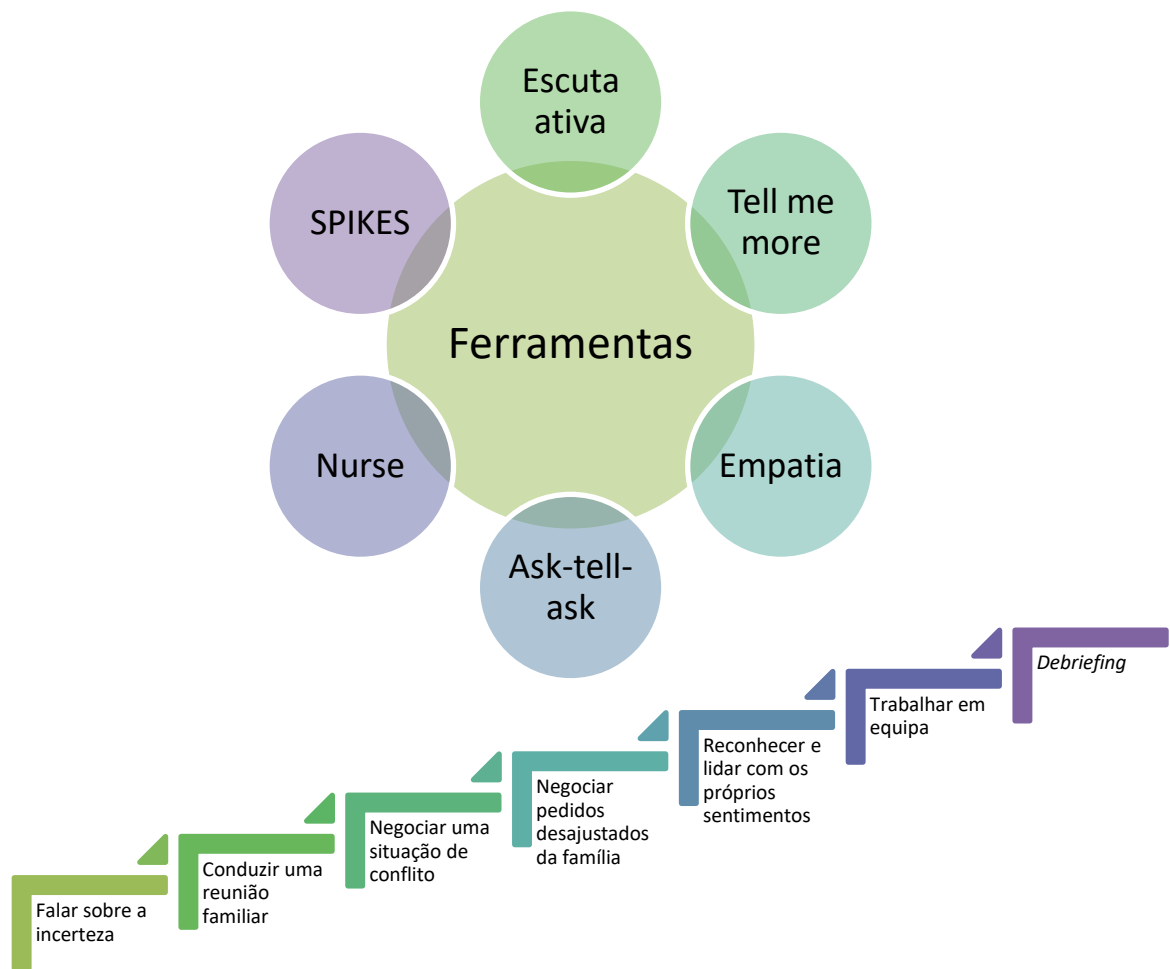 Escuta
ativa
Tell me
more
Empatia
Ask-tell-
ask
Nurse
SPIKES
Ferramentas
Falar sobre a
incerteza
Conduzir uma
reunião
familiar
Negociar uma
situação de
conflito
Negociar
pedidos
desajustados
da família
Reconhecer e
lidar com os
próprios
sentimentos
Trabalhar em
equipa
Debriefing